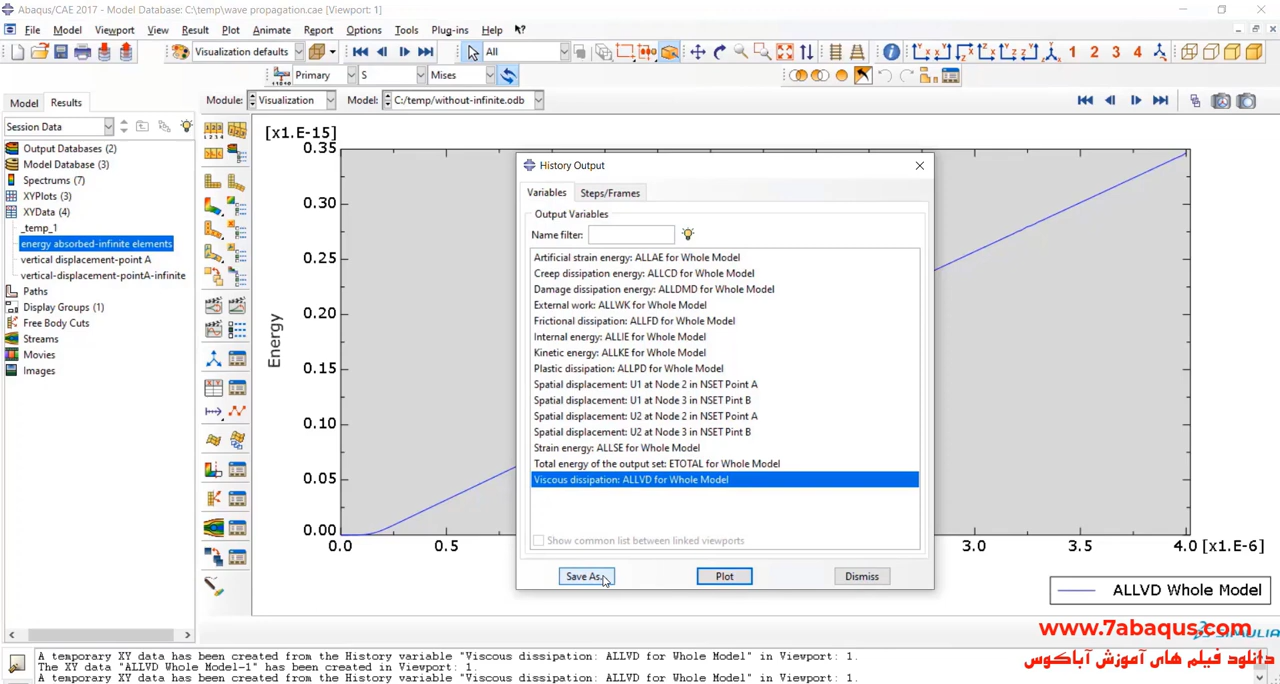 Abaqus/CAE 2017 - Model Database: C:\temp\wave propagation.cae [Viewport: 1]
File Model Viewport View Result Plot Animate Report Options Tools Plug-ins Help
Visualization defaults All 1 2 3 4
Primary S Mises
Model Results Module: Visualization Model: C:/temp/without-infinite.odb
Session Data
Output Databases (2)
Model Database (3)
Spectrums (7)
XYPlots (3)
XYData (4)
_temp_1
energy absorbed-infinite elements
vertical displacement-point A
vertical-displacement-pointA-infinite
Paths
Display Groups (1)
Free Body Cuts
Streams
Movies
Images
[x1.E-15]
0.35
0.30
0.25
0.20
0.15
0.10
0.05
0.00
Energy
0.0 0.5 3.0 3.5 4.0 [x1.E-6]
ALLVD Whole Model
History Output
Variables Steps/Frames
Output Variables
Name filter:
Artificial strain energy: ALLAE for Whole Model
Creep dissipation energy: ALLCD for Whole Model
Damage dissipation energy: ALLDMD for Whole Model
External work: ALLWK for Whole Model
Frictional dissipation: ALLFD for Whole Model
Internal energy: ALLIE for Whole Model
Kinetic energy: ALLKE for Whole Model
Plastic dissipation: ALLPD for Whole Model
Spatial displacement: U1 at Node 2 in NSET Point A
Spatial displacement: U1 at Node 3 in NSET Pint B
Spatial displacement: U2 at Node 2 in NSET Point A
Spatial displacement: U2 at Node 3 in NSET Pint B
Strain energy: ALLSE for Whole Model
Total energy of the output set: ETOTAL for Whole Model
Viscous dissipation: ALLVD for Whole Model
Show common list between linked viewports
Save As... Plot Dismiss
www.7abaqus.com
SIMULIA
دانلود فیلم های آموزش آباکوس
A temporary XY data has been created from the History variable "Viscous dissipation: ALLVD for Whole Model" in Viewport: 1.
The XY data "ALLVD Whole Model-1" has been created in Viewport: 1.
A temporary XY data has been created from the History variable "Viscous dissipation: ALLVD for Whole Model" in Viewport: 1.